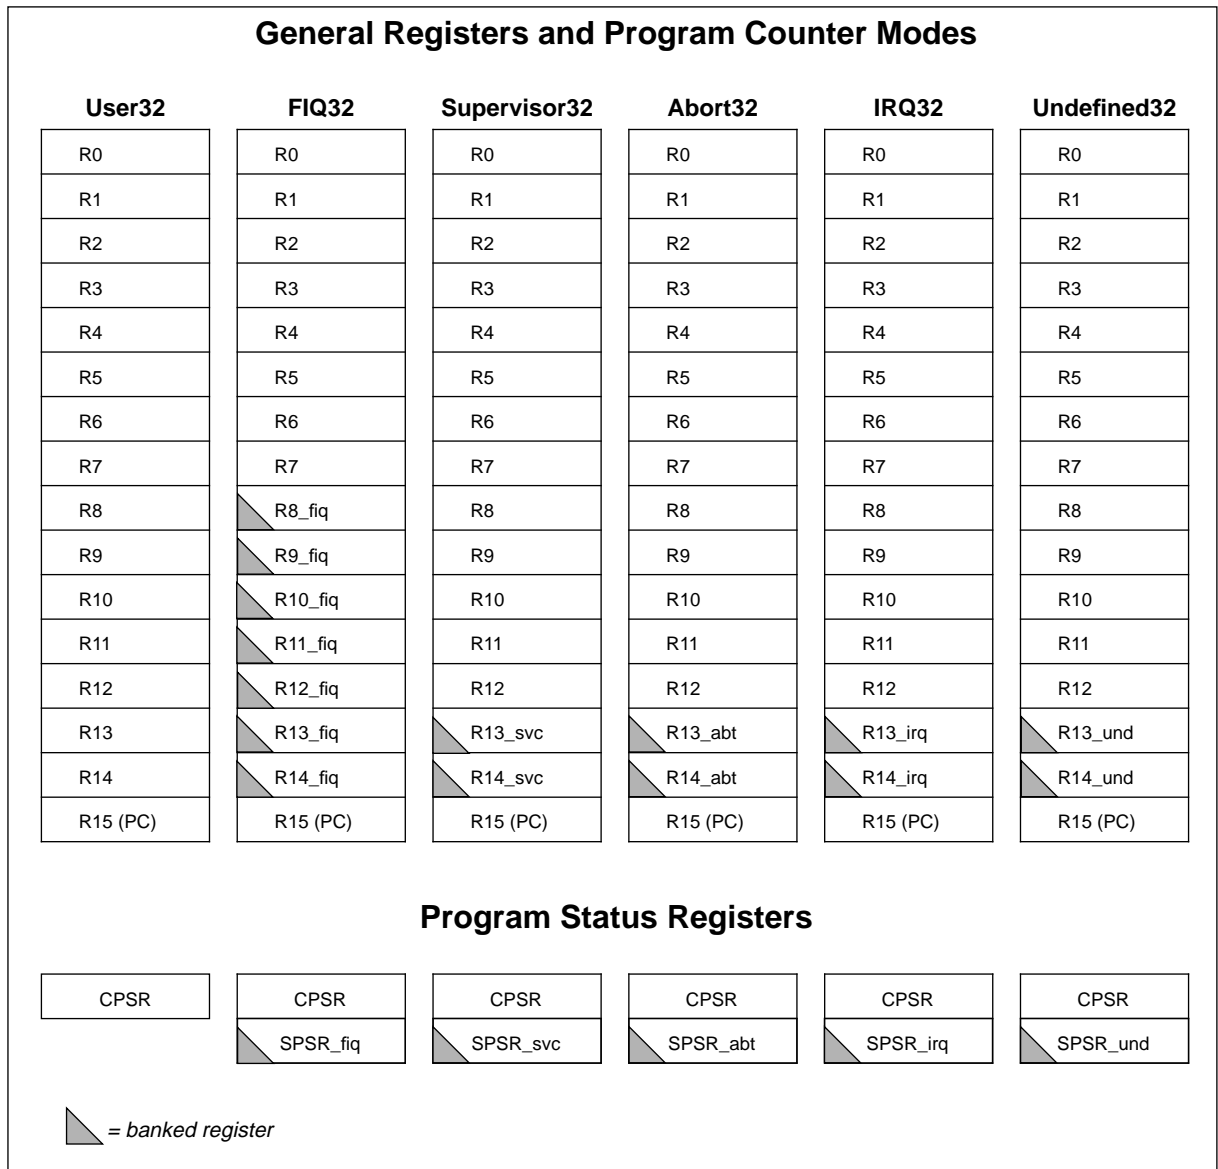 General Registers and Program Counter Modes
User32 FIQ32 Supervisor32 Abort32 IRQ32 Undefined32
R0 R0 R0 R0 R0 R0
R1 R1 R1 R1 R1 R1
R2 R2 R2 R2 R2 R2
R3 R3 R3 R3 R3 R3
R4 R4 R4 R4 R4 R4
R5 R5 R5 R5 R5 R5
R6 R6 R6 R6 R6 R6
R7 R7 R7 R7 R7 R7
R8 R8_fiq R8 R8 R8 R8
R9 R9_fiq R9 R9 R9 R9
R10 R10_fiq R10 R10 R10 R10
R11 R11_fiq R11 R11 R11 R11
R12 R12_fiq R12 R12 R12 R12
R13 R13_fiq R13_svc R13_abt R13_irq R13_und
R14 R14_fiq R14_svc R14_abt R14_irq R14_und
R15 (PC) R15 (PC) R15 (PC) R15 (PC) R15 (PC) R15 (PC)
Program Status Registers
CPSR CPSR CPSR CPSR CPSR CPSR
SPSR_fiq SPSR_svc SPSR_abt SPSR_irq SPSR_und
= banked register